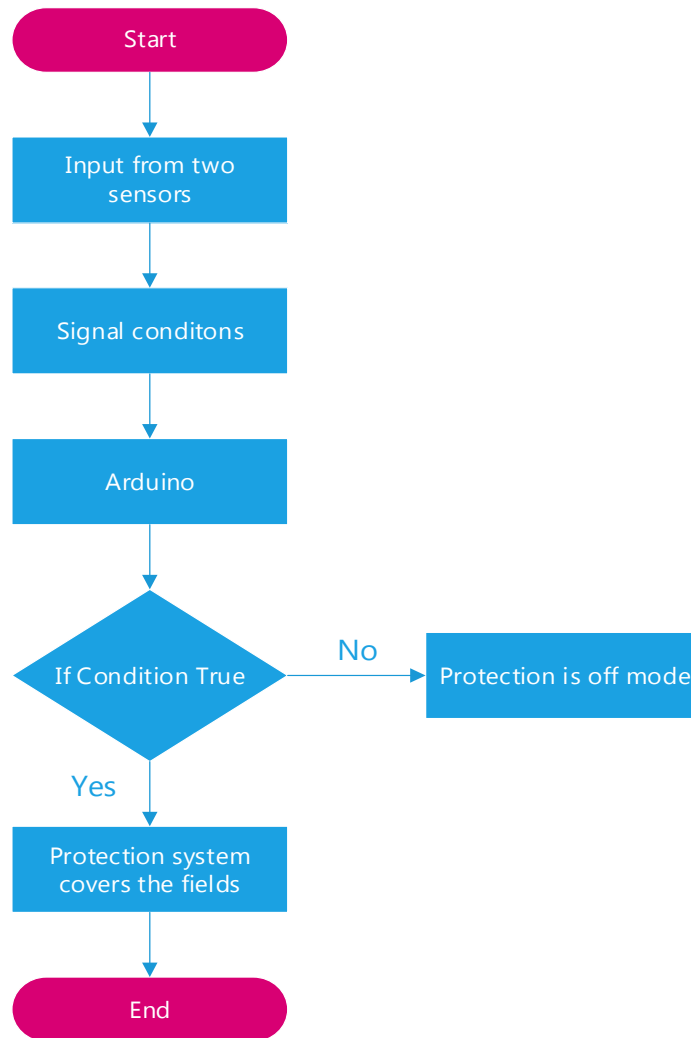 Start
Input from two
sensors
Signal conditons
Arduino
If Condition True
No
Protection is off mode
Yes
Protection system
covers the fields
End